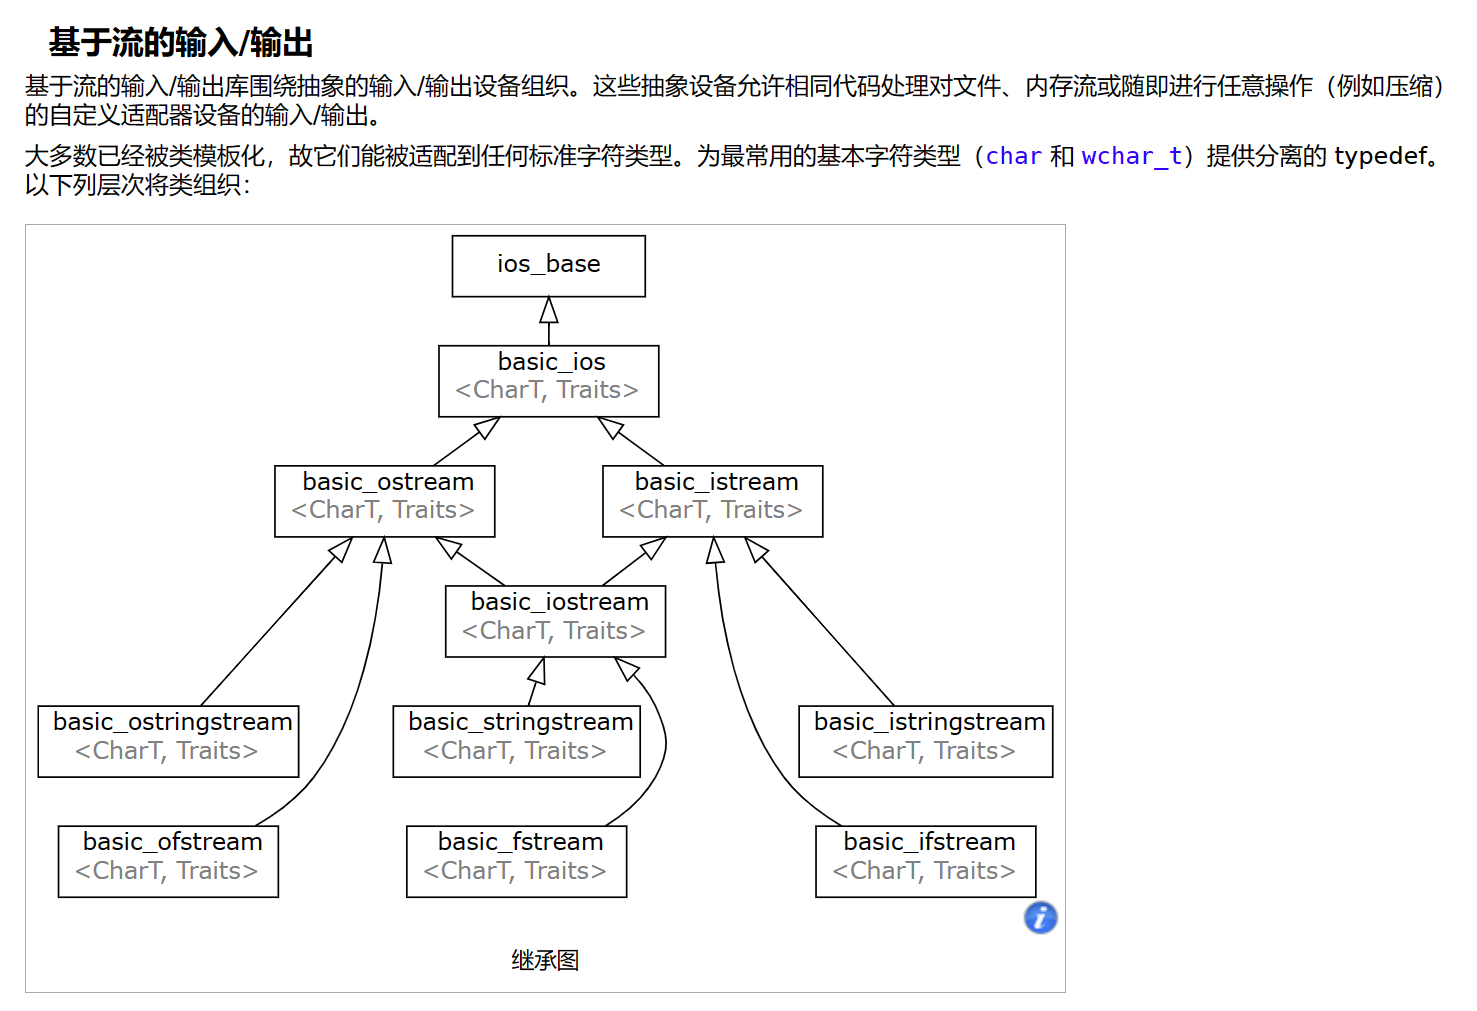 基于流的输入/输出
基于流的输入/输出库围绕抽象的输入/输出设备组织。这些抽象设备允许相同代码处理对文件、内存流或随即进行任意操作（例如压缩）
的自定义适配器设备的输入/输出。
大多数已经被类模板化，故它们能被适配到任何标准字符类型。为最常用的基本字符类型（char 和 wchar_t）提供分离的 typedef。
以下列层次将类组织：
ios_base
basic_ios
<CharT, Traits>
basic_ostream
<CharT, Traits>
basic_istream
<CharT, Traits>
basic_iostream
<CharT, Traits>
basic_ostringstream
<CharT, Traits>
basic_stringstream
<CharT, Traits>
basic_istringstream
<CharT, Traits>
basic_ofstream
<CharT, Traits>
basic_fstream
<CharT, Traits>
basic_ifstream
<CharT, Traits>
i
继承图